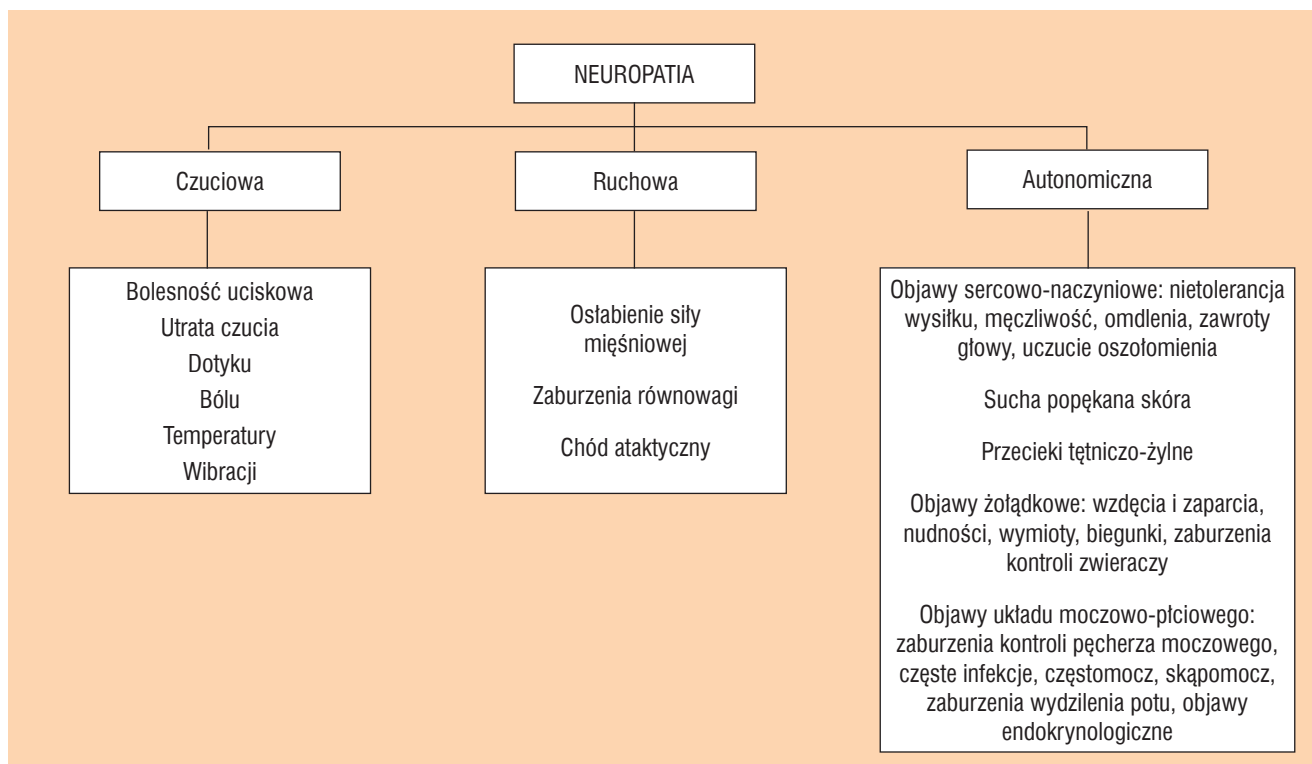 NEUROPATIA
Czuciowa
Ruchowa
Autonomiczna
Bolesność uciskowa
Utrata czucia
Dotyku
Bólu
Temperatury
Wibracji
Osłabienie siły
mięśniowej
Zaburzenia równowagi
Chód ataktyczny
Objawy sercowo-naczyniowe: nietolerancja
wysiłku, męczliwość, omdlenia, zawroty
głowy, uczucie oszołomienia
Sucha popękana skóra
Przecieki tętniczo-żylne
Objawy żołądkowe: wzdęcia i zaparcia,
nudności, wymioty, biegunki, zaburzenia
kontroli zwieraczy
Objawy układu moczowo-płciowego:
zaburzenia kontroli pęcherza moczowego,
częste infekcje, częstomocz, skąpomocz,
zaburzenia wydzilenia potu, objawy
endokrynologiczne